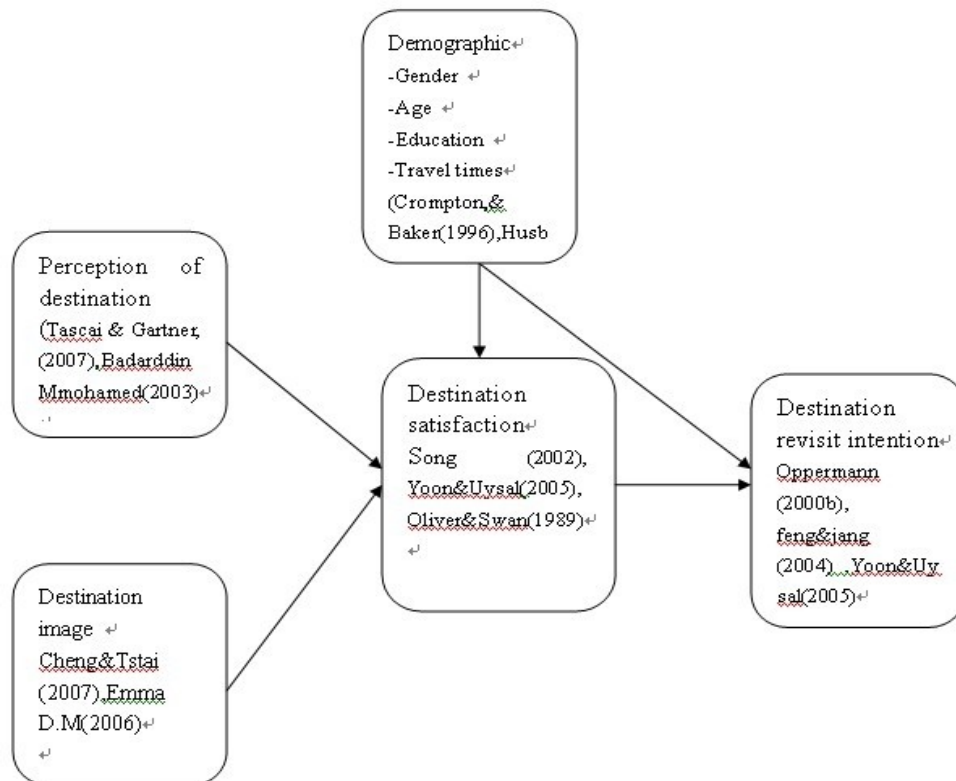 Demographic
-Gender
-Age
-Education
-Travel times
(Crompton,&
Baker(1996),Husb
Perception of
destination
(Tascai & Gartner,
(2007),Badarddin
Mmohamed(2003)
Destination
satisfaction
Song (2002),
Yoon&Uysal(2005),
Oliver&Swan(1989)
Destination
revisit intention
Oppermann
(2000b),
feng&jang
(2004) ,Yoon&Uy
sal(2005)
Destination
image
Cheng&Tstai
(2007),Emma
D.M(2006)